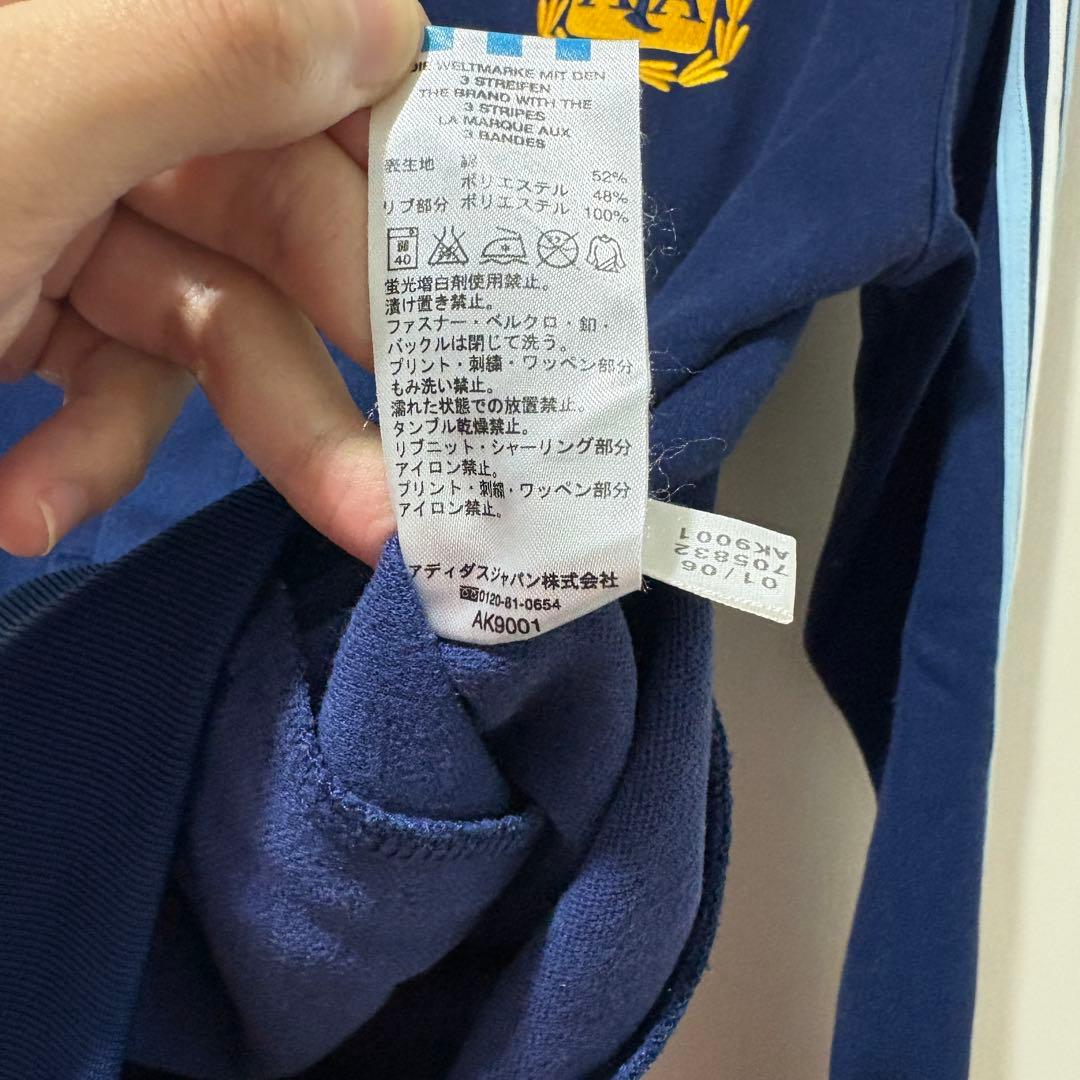 AFA
DIE WELTMARKE MIT DEN
3 STREIFEN
THE BRAND WITH THE
3 STRIPES
LA MARQUE AUX
3 BANDES
表生地 綿 52%
ポリエステル 48%
リブ部分 ポリエステル 100%
40
蛍光増白剤使用禁止。
漬け置き禁止。
ファスナー・ベルクロ・釦・
バックルは閉じて洗う。
プリント・刺繍・ワッペン部分
もみ洗い禁止。
濡れた状態での放置禁止。
タンブル乾燥禁止。
リブニット・シャーリング部分
アイロン禁止。
プリント・刺繍・ワッペン部分
アイロン禁止。
アディダスジャパン株式会社
0120-81-0654
AK9001
01/06
705832
AK9001